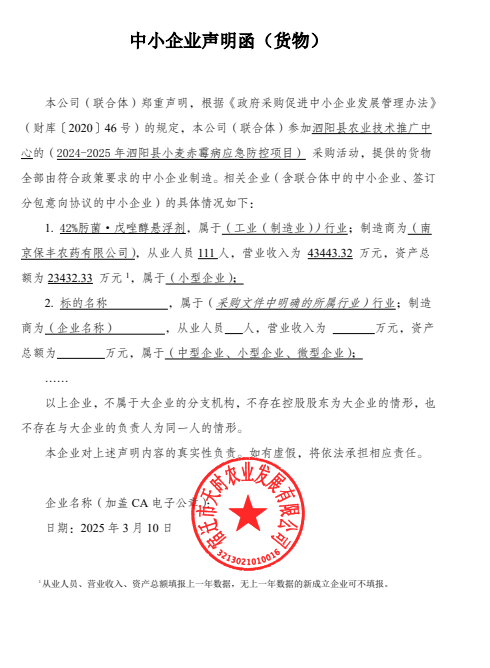 中小企业声明函（货物）
本公司（联合体）郑重声明，根据《政府采购促进中小企业发展管理办法》
（财库〔2020〕46 号）的规定，本公司（联合体）参加泗阳县农业技术推广中
心的（2024-2025 年泗阳县小麦赤霉病应急防控项目） 采购活动，提供的货物
全部由符合政策要求的中小企业制造。相关企业（含联合体中的中小企业、签订
分包意向协议的中小企业）的具体情况如下：
1. 42%肟菌·戊唑醇悬浮剂，属于（工业（制造业））行业；制造商为（南
京保丰农药有限公司），从业人员 111 人，营业收入为 43443.32 万元，资产总
额为 23432.33 万元 1，属于（小型企业）；
2. 标的名称 ，属于（采购文件中明确的所属行业）行业；制造
商为（企业名称） ，从业人员 人，营业收入为 万元，资产
总额为 万元，属于（中型企业、小型企业、微型企业）；
……
以上企业，不属于大企业的分支机构，不存在控股股东为大企业的情形，也
不存在与大企业的负责人为同一人的情形。
本企业对上述声明内容的真实性负责。如有虚假，将依法承担相应责任。
企业名称（加盖 CA 电子公章）：
日期：2025 年 3 月 10 日
宿迁市天时农业发展有限公司
3213021010016
1从业人员、营业收入、资产总额填报上一年数据，无上一年数据的新成立企业可不填报。